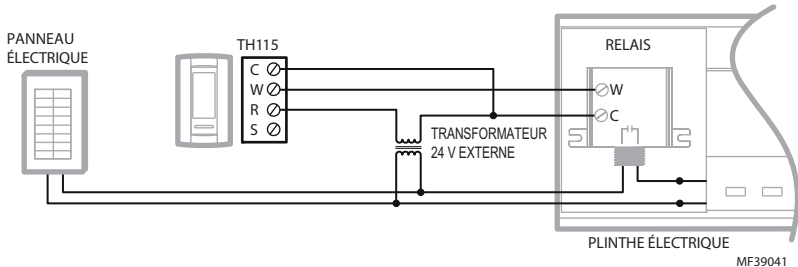 PANNEAU
ÉLECTRIQUE
TH115
C
W
R
S
RELAIS
W
C
TRANSFORMATEUR
24 V EXTERNE
PLINTHE ÉLECTRIQUE
MF39041